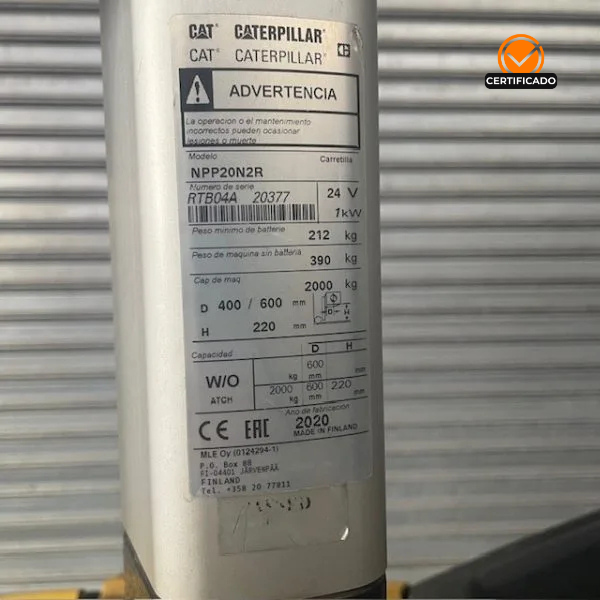 CAT CATERPILLAR
CAT CATERPILLAR
CERTIFICADO
ADVERTENCIA
La operacion o el mantenimiento
incorrectos pueden ocasionar
lesiones o muerte
Modelo Carretilla
NPP20N2R
Numero de serie 24 V
RTB04A 20377
1 kW
Peso minimo de batterie
212 kg
Peso de maquina sin batteria
390 kg
Cap de maq
2000 kg
D 400 / 600 mm
D H
H 220 mm
Capacidad D H
600
kg mm
W/O 2000 600 220
ATCH kg mm mm
Ano de fabricación
CE EAC 2020
MADE IN FINLAND
MLE Oy (0124294-1)
P.O. Box 88
FI-04401 JÄRVENPÄÄ
FINLAND
Tel. +358 20 77811